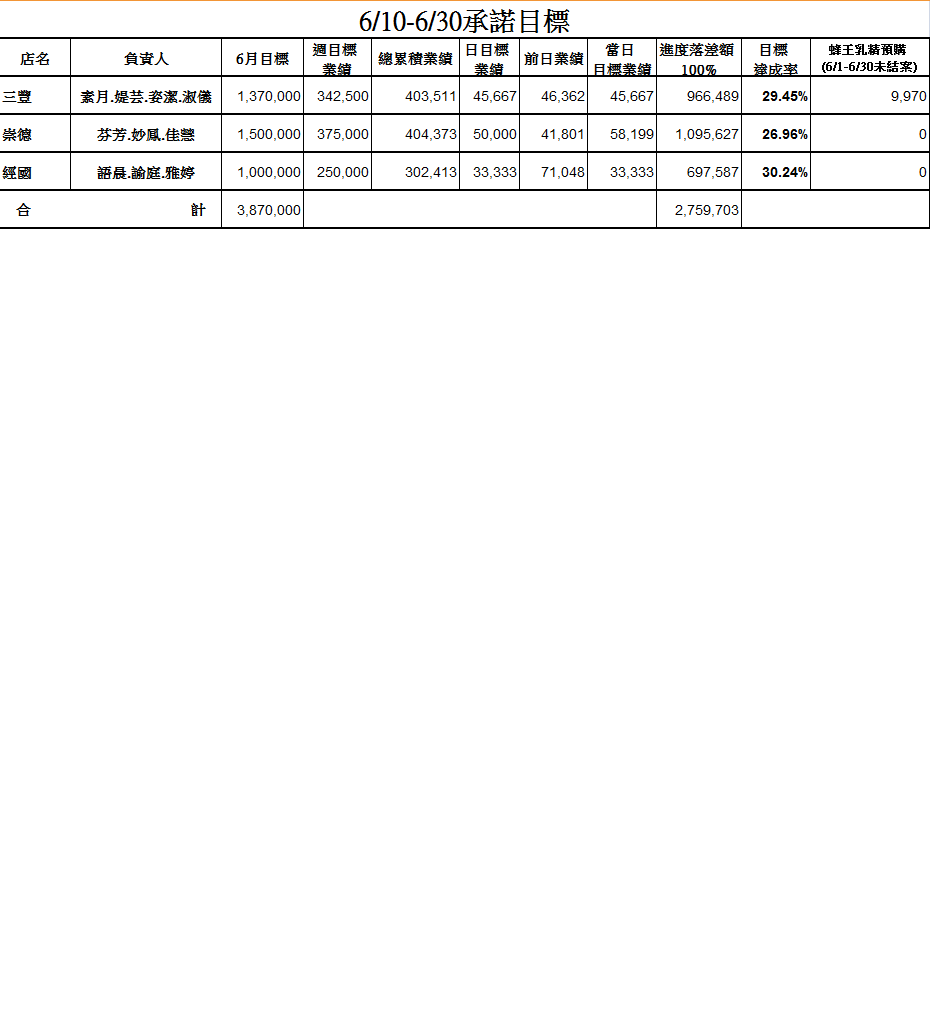 6/10-6/30承諾目標
店名 負責人 6月目標 週目標業績 總累積業績 日目標業績 前日業績 當日目標業績 進度落差額100% 目標達成率 蜂王乳精預購(6/1-6/30未結案)
三豐 素月.媞芸.姿潔.淑儀 1,370,000 342,500 403,511 45,667 46,362 45,667 966,489 29.45% 9,970
崇德 芬芳.妙鳳.佳慧 1,500,000 375,000 404,373 50,000 41,801 58,199 1,095,627 26.96% 0
經國 語晨.諭庭.雅婷 1,000,000 250,000 302,413 33,333 71,048 33,333 697,587 30.24% 0
合計 3,870,000 2,759,703